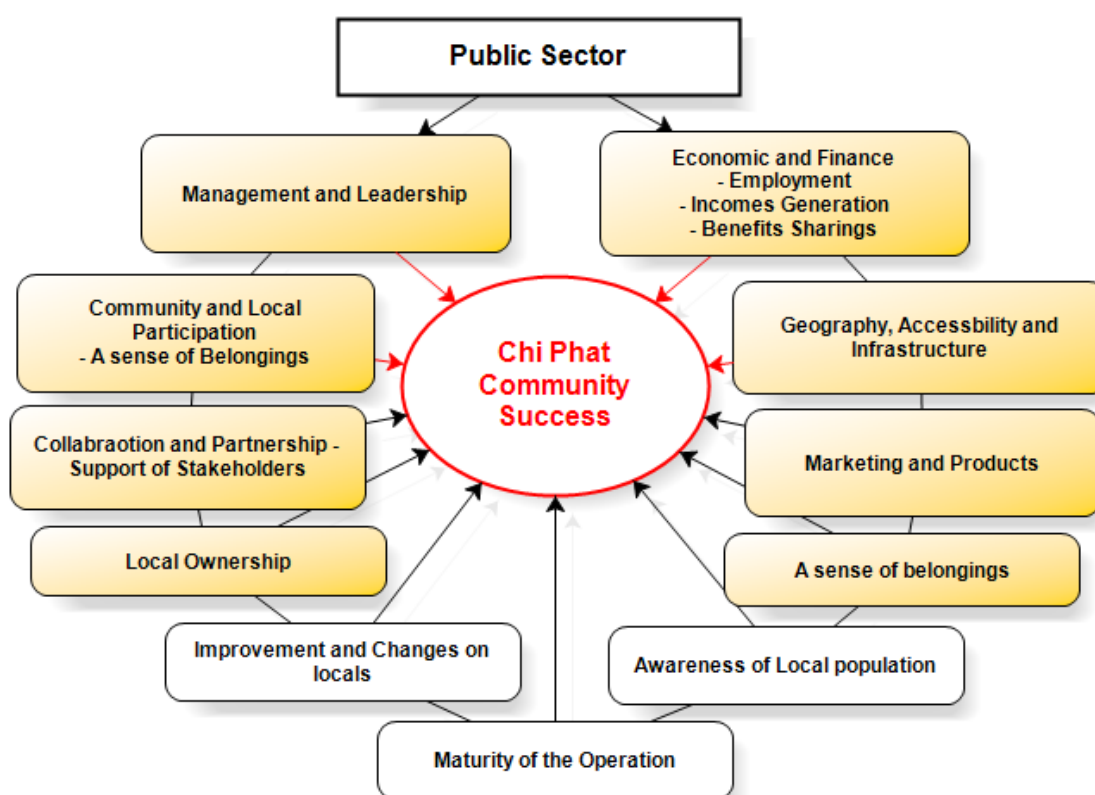 Public Sector
Management and Leadership
Economic and Finance
- Employment
- Incomes Generation
- Benefits Sharings
Community and Local
Participation
- A sense of Belongings
Chi Phat
Community
Success
Geography, Accessbility and
Infrastructure
Collabraotion and Partnership -
Support of Stakeholders
Marketing and Products
Local Ownership
A sense of belongings
Improvement and Changes on
locals
Awareness of Local population
Maturity of the Operation